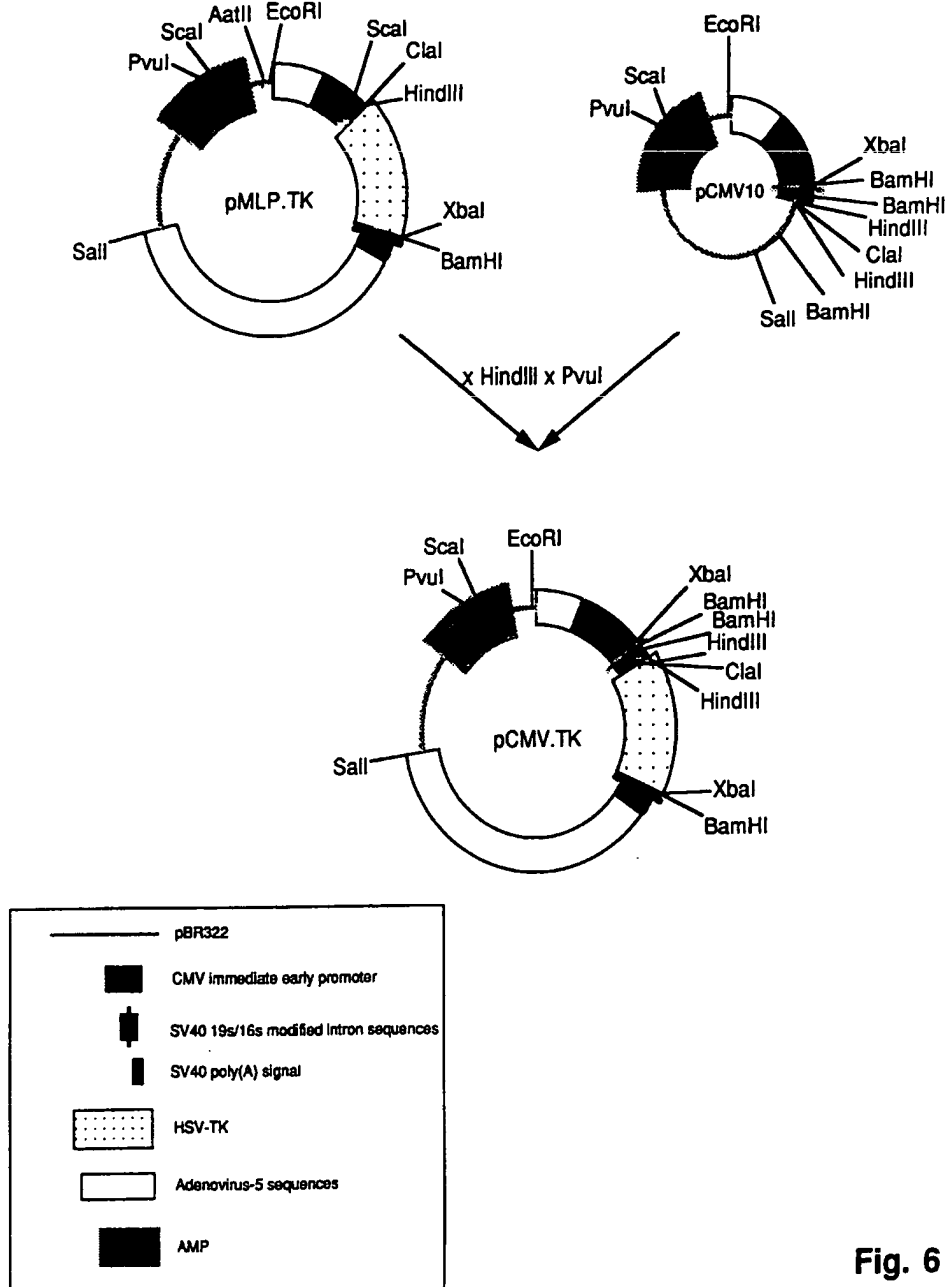 AatII
EcoRI
ScaI
PvuI
ScaI
ClaI
HindIII
pMLP.TK
XbaI
BamHI
SalI
EcoRI
ScaI
PvuI
XbaI
BamHI
BamHI
HindIII
ClaI
HindIII
BamHI
SalI
pCMV10
x HindIII x PvuI
EcoRI
ScaI
PvuI
XbaI
BamHI
BamHI
HindIII
ClaI
HindIII
pCMV.TK
SalI
XbaI
BamHI
pBR322
CMV immediate early promoter
SV40 19s/16s modified intron sequences
SV40 poly(A) signal
HSV-TK
Adenovirus-5 sequences
AMP
Fig. 6